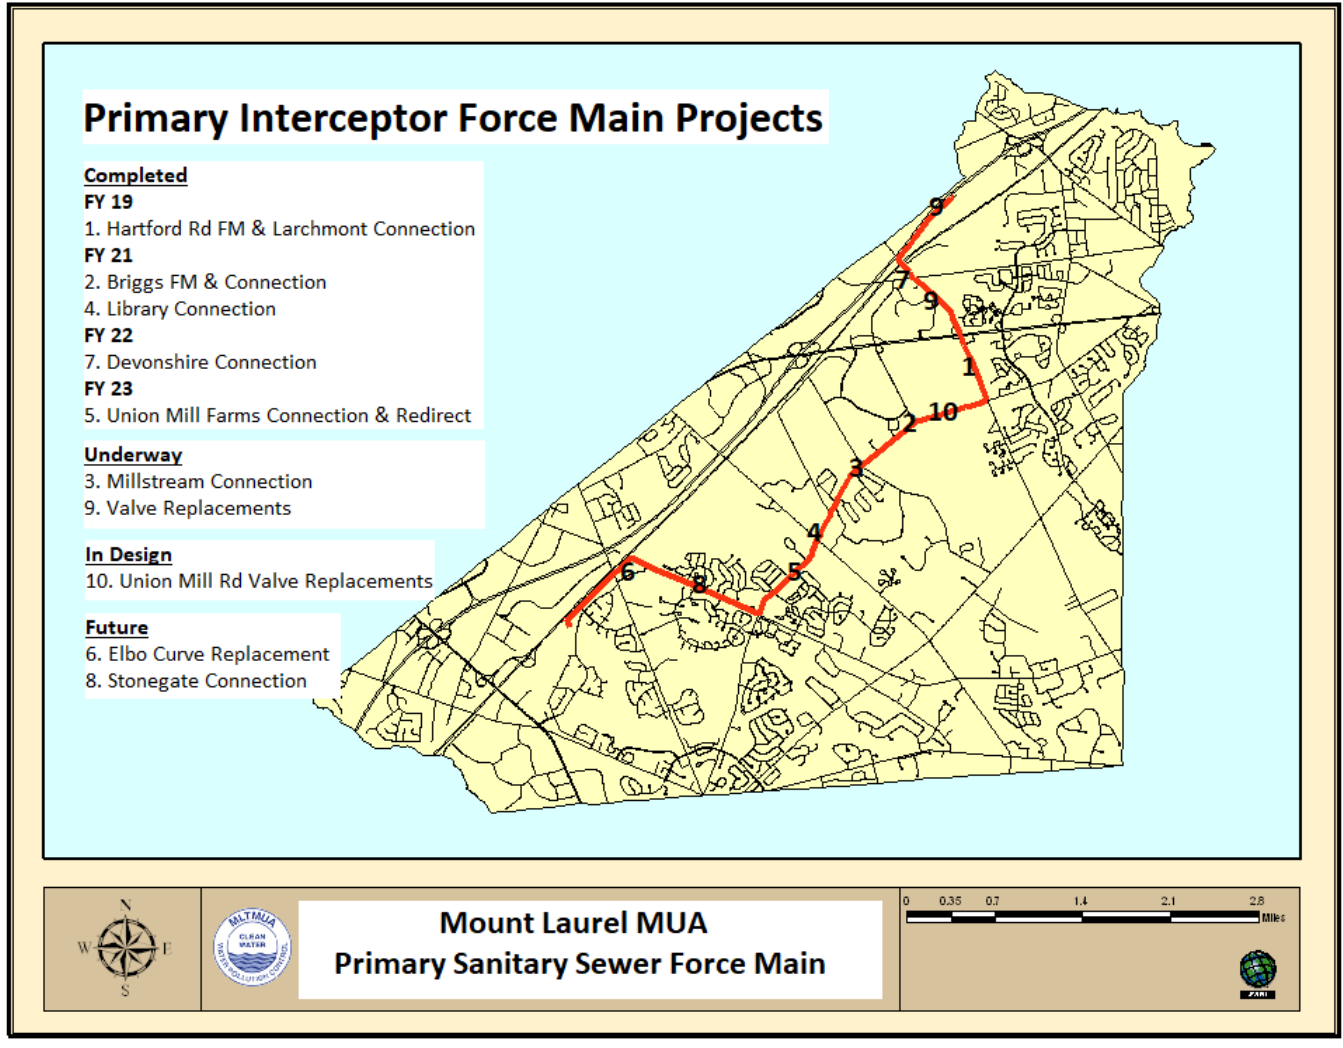 Primary Interceptor Force Main Projects
Completed
FY 19
1. Hartford Rd FM & Larchmont Connection
FY 21
2. Briggs FM & Connection
4. Library Connection
FY 22
7. Devonshire Connection
FY 23
5. Union Mill Farms Connection & Redirect
Underway
3. Millstream Connection
9. Valve Replacements
In Design
10. Union Mill Rd Valve Replacements
Future
6. Elbo Curve Replacement
8. Stonegate Connection
9
7
9
1
10
2
3
4
5
6
8
N
W E
S
MLTMUA
CLEAN
WATER
WATER POLLUTION CONTROL
Mount Laurel MUA
Primary Sanitary Sewer Force Main
0 0.35 0.7 1.4 2.1 2.8
Miles